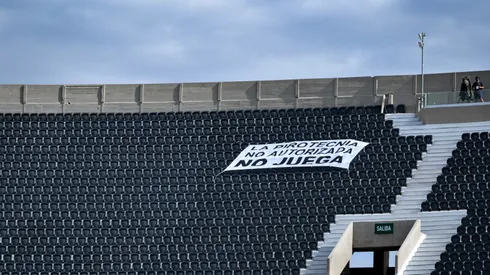 LA PIROTECNIA
NO AUTORIZADA
NO JUEGA
SALIDA